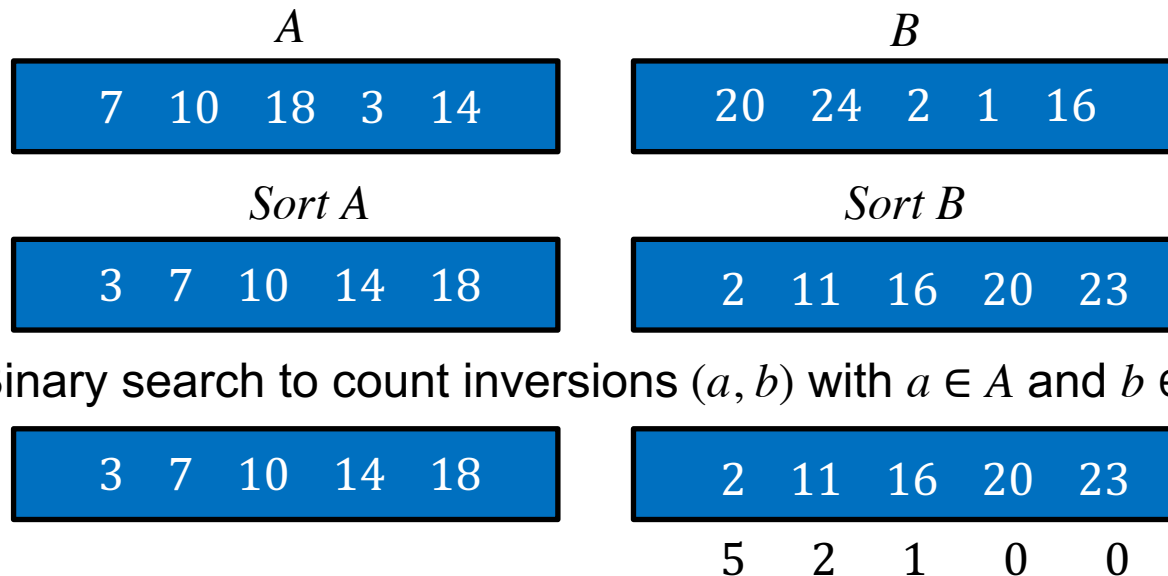 A B
7 10 18 3 14 20 24 2 1 16
Sort A Sort B
3 7 10 14 18 2 11 16 20 23
inary search to count inversions (a, b) with a ∈ A and b ∈
3 7 10 14 18 2 11 16 20 23
5 2 1 0 0